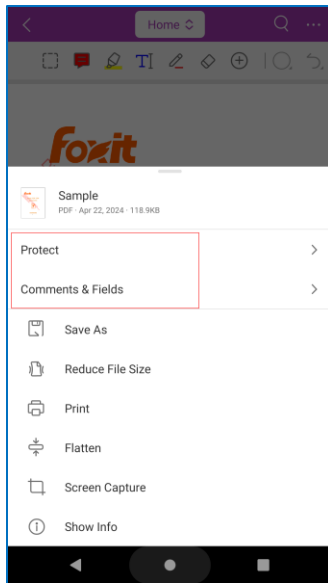 Home
TI
foxit
Sample
PDF · Apr 22, 2024 · 118.9KB
Protect
Comments & Fields
Save As
Reduce File Size
Print
Flatten
Screen Capture
Show Info